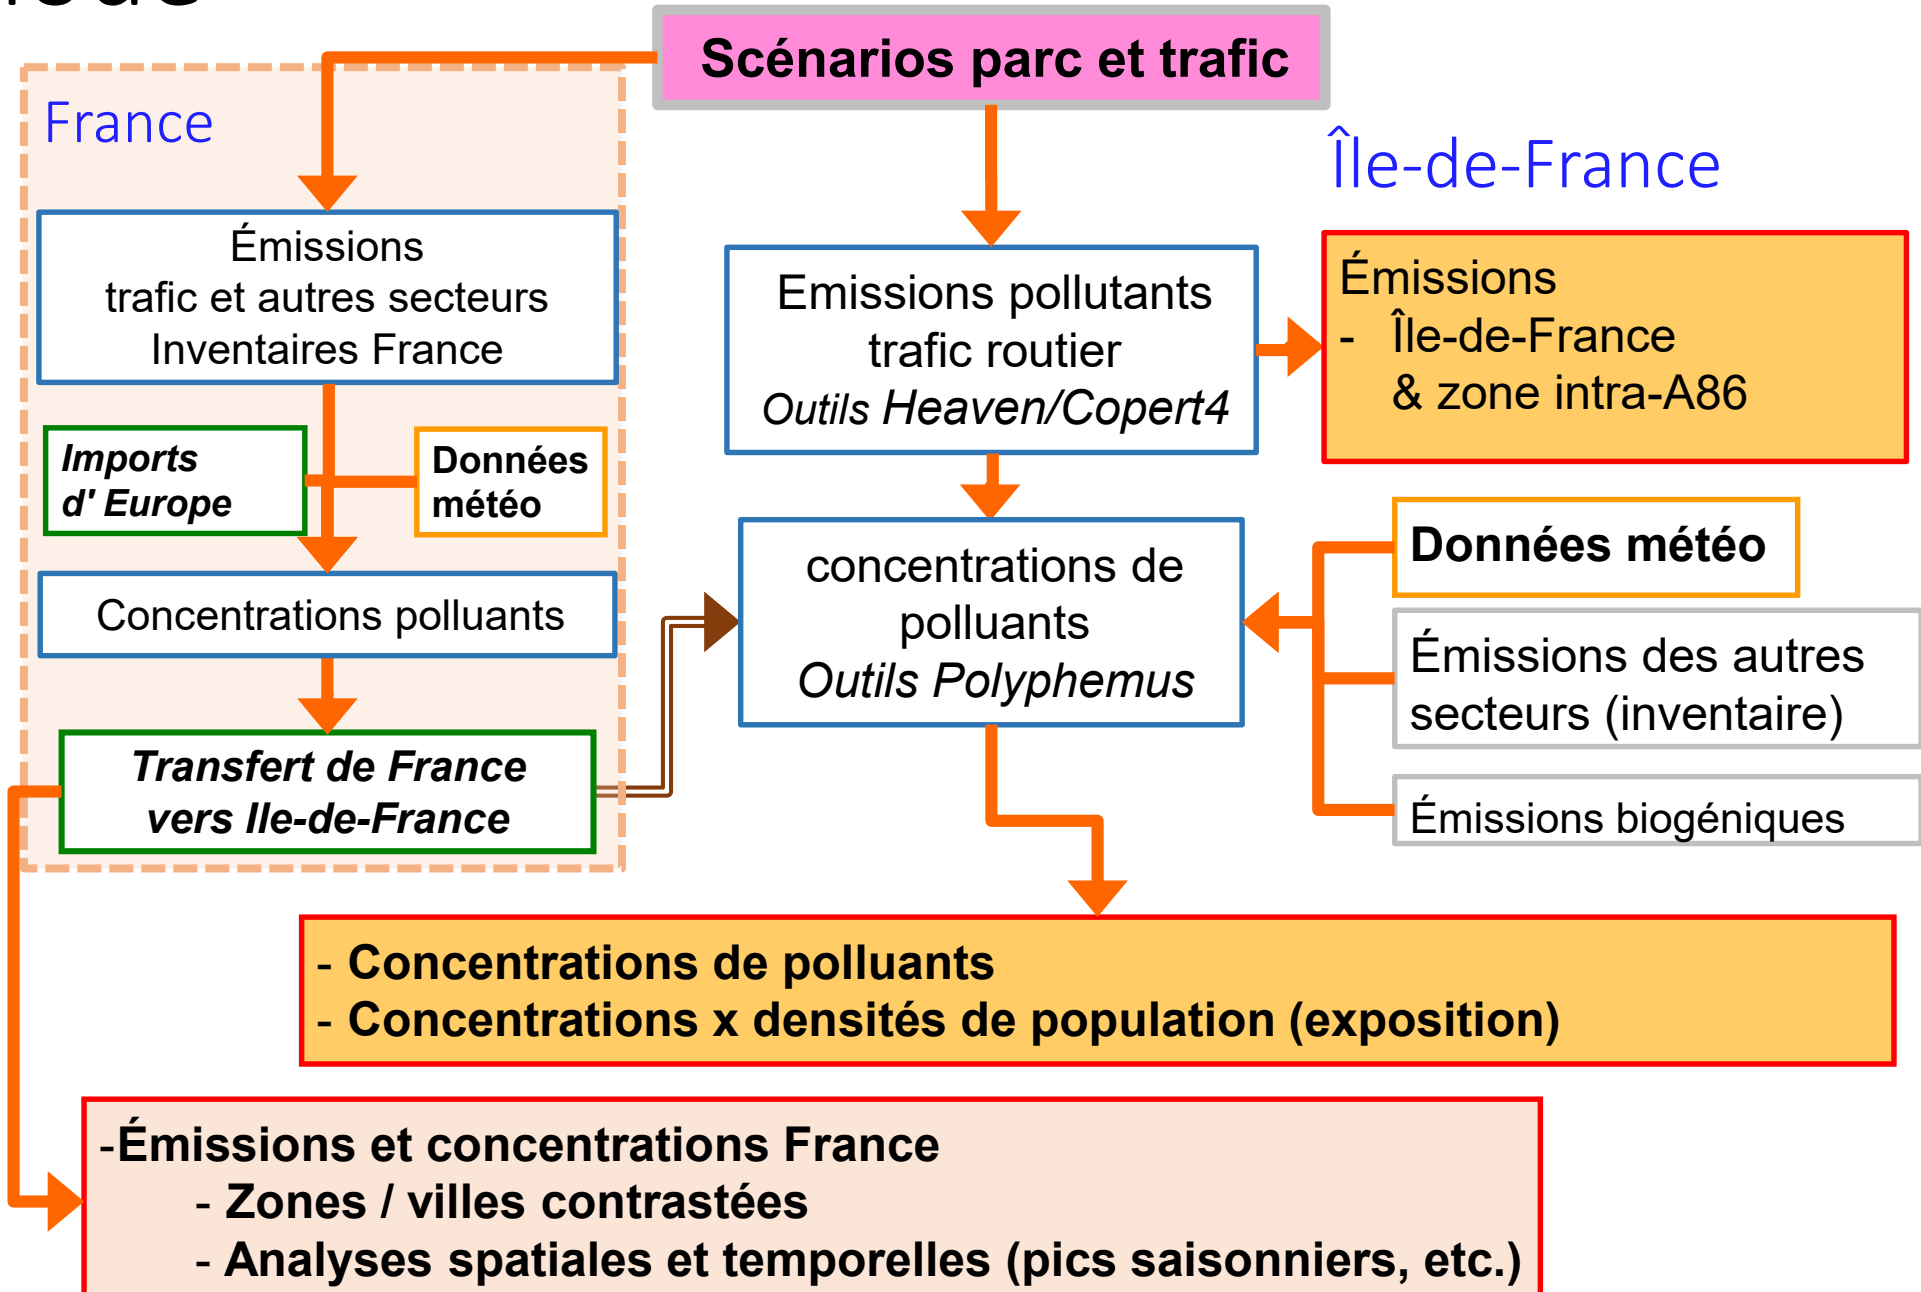 Scénarios parc et trafic
France
Île-de-France
Émissions
trafic et autres secteurs
Inventaires France
Emissions pollutants
trafic routier
Outils Heaven/Copert4
Émissions
- Île-de-France
& zone intra-A86
Imports
d' Europe
Données
météo
Concentrations polluants
concentrations de
polluants
Outils Polyphemus
Données météo
Émissions des autres
secteurs (inventaire)
Émissions biogéniques
Transfert de France
vers Ile-de-France
- Concentrations de polluants
- Concentrations x densités de population (exposition)
-Émissions et concentrations France
- Zones / villes contrastées
- Analyses spatiales et temporelles (pics saisonniers, etc.)